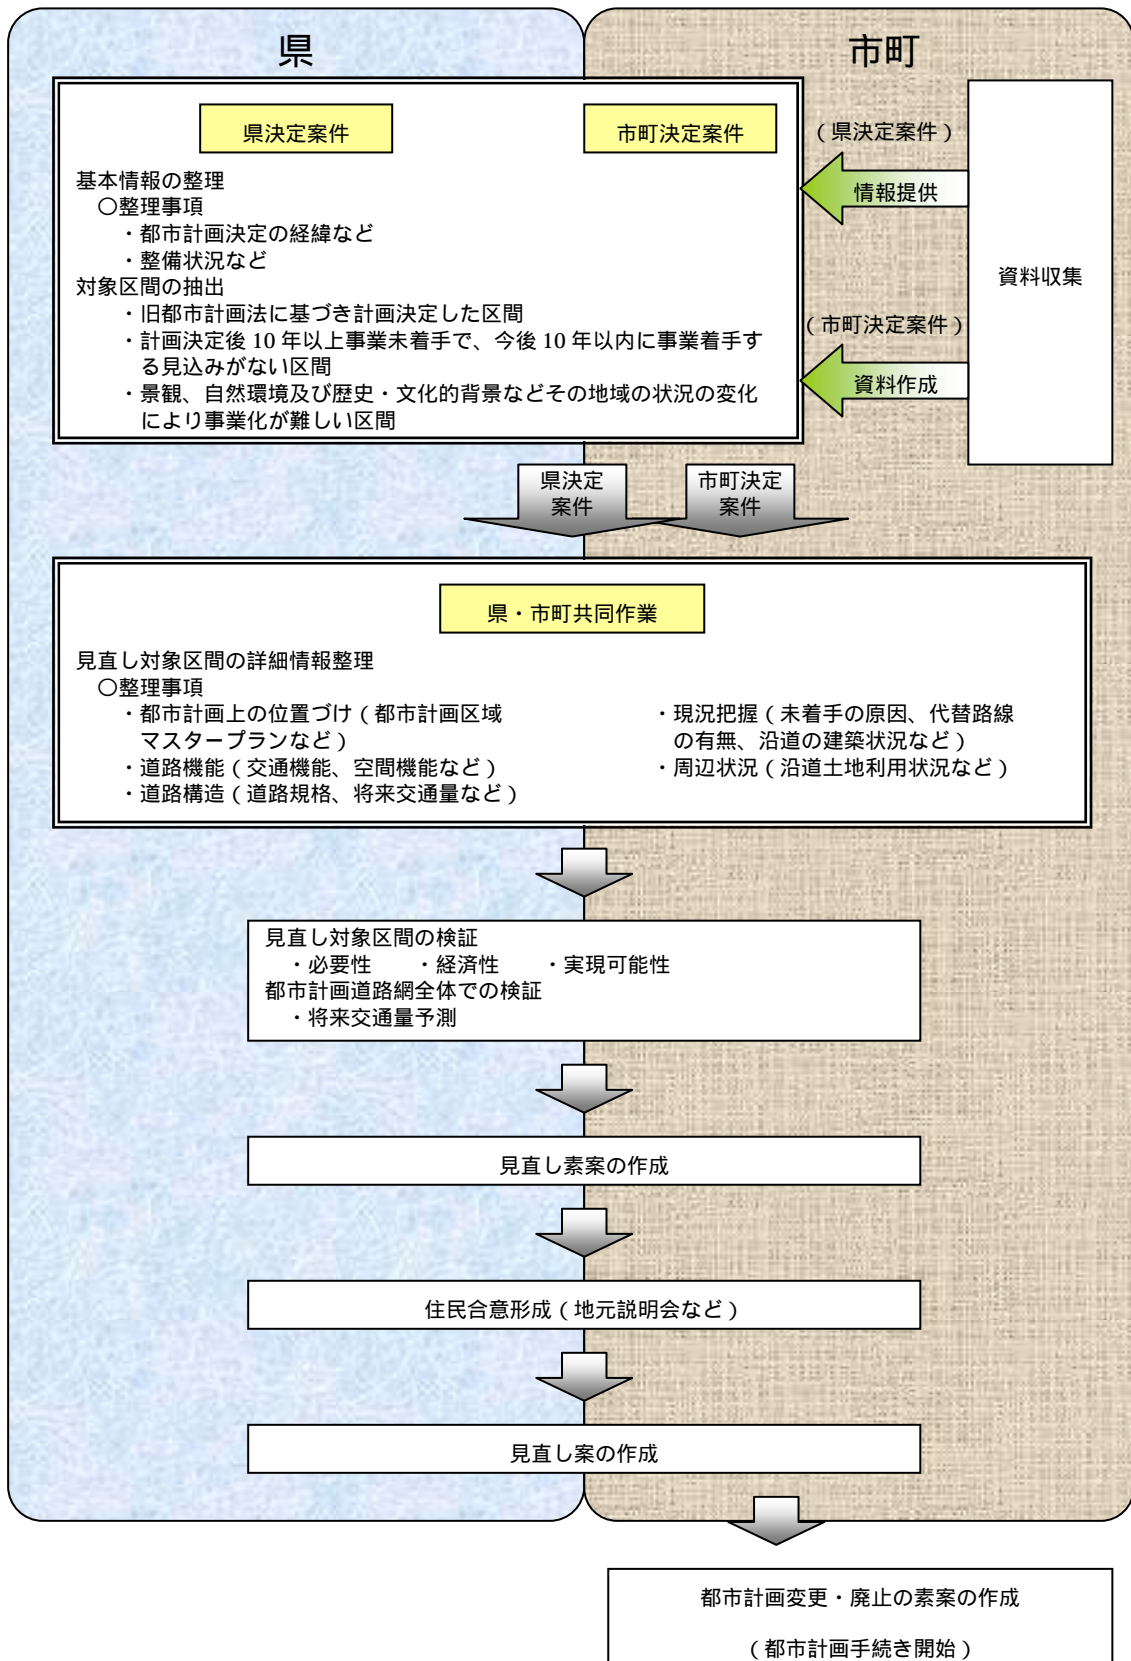 県
市町
県決定案件
市町決定案件
基本情報の整理
○整理事項
・都市計画決定の経緯など
・整備状況など
対象区間の抽出
・旧都市計画法に基づき計画決定した区間
・計画決定後 10 年以上事業未着手で、今後 10 年以内に事業着手す
る見込みがない区間
・景観、自然環境及び歴史・文化的背景などその地域の状況の変化
により事業化が難しい区間
（県決定案件）
情報提供
（市町決定案件）
資料作成
資料収集
県決定
案件
市町決定
案件
県・市町共同作業
見直し対象区間の詳細情報整理
○整理事項
・都市計画上の位置づけ（都市計画区域
マスタープランなど）
・道路機能（交通機能、空間機能など）
・道路構造（道路規格、将来交通量など）
・現況把握（未着手の原因、代替路線
の有無、沿道の建築状況など）
・周辺状況（沿道土地利用状況など）
見直し対象区間の検証
・必要性　・経済性　・実現可能性
都市計画道路網全体での検証
・将来交通量予測
見直し素案の作成
住民合意形成（地元説明会など）
見直し案の作成
都市計画変更・廃止の素案の作成
（都市計画手続き開始）